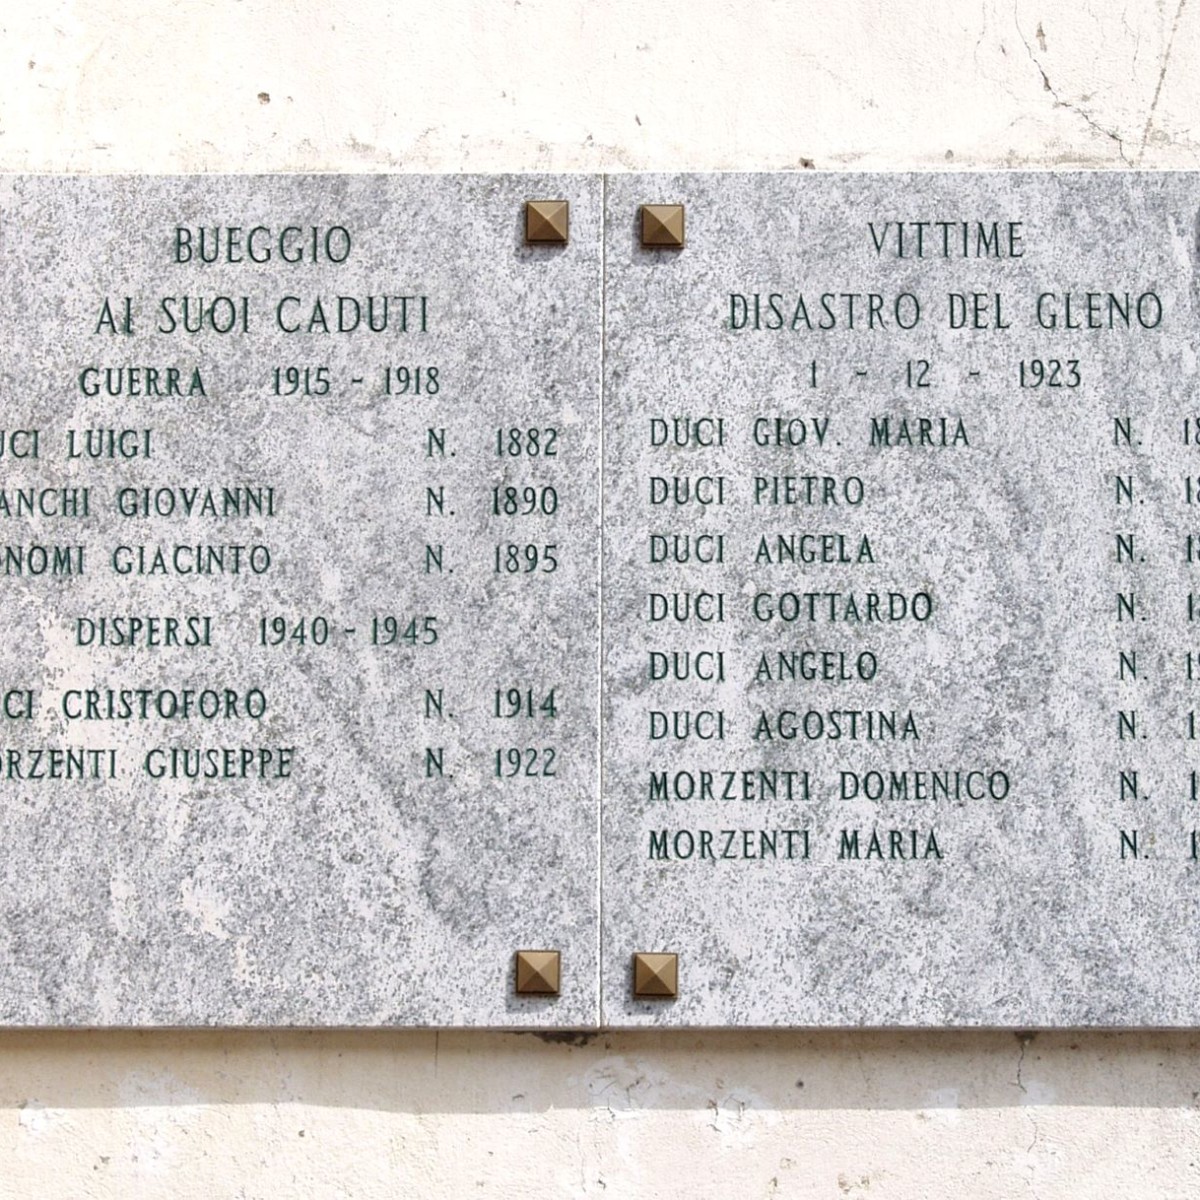 BUEGGIO
AI SUOI CADUTI
GUERRA 1915 - 1918
LUIGI N. 1882
GIOVANNI N. 1890
GIACINTO N. 1895
DISPERSI 1940 - 1945
CRISTOFORO N. 1914
GIUSEPPE N. 1922
VITTIME
DISASTRO DEL GLENO
1 - 12 - 1923
DUCI GIOV. MARIA N.
DUCI PIETRO N.
DUCI ANGELA N.
DUCI GOTTARDO N.
DUCI ANGELO N.
DUCI AGOSTINA N.
MORZENTI DOMENICO N.
MORZENTI MARIA N.